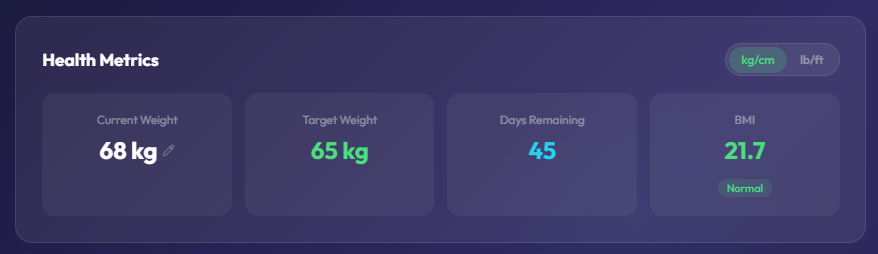 Health Metrics
kg/cm lb/ft
Current Weight
68 kg
Target Weight
65 kg
Days Remaining
45
BMI
21.7
Normal